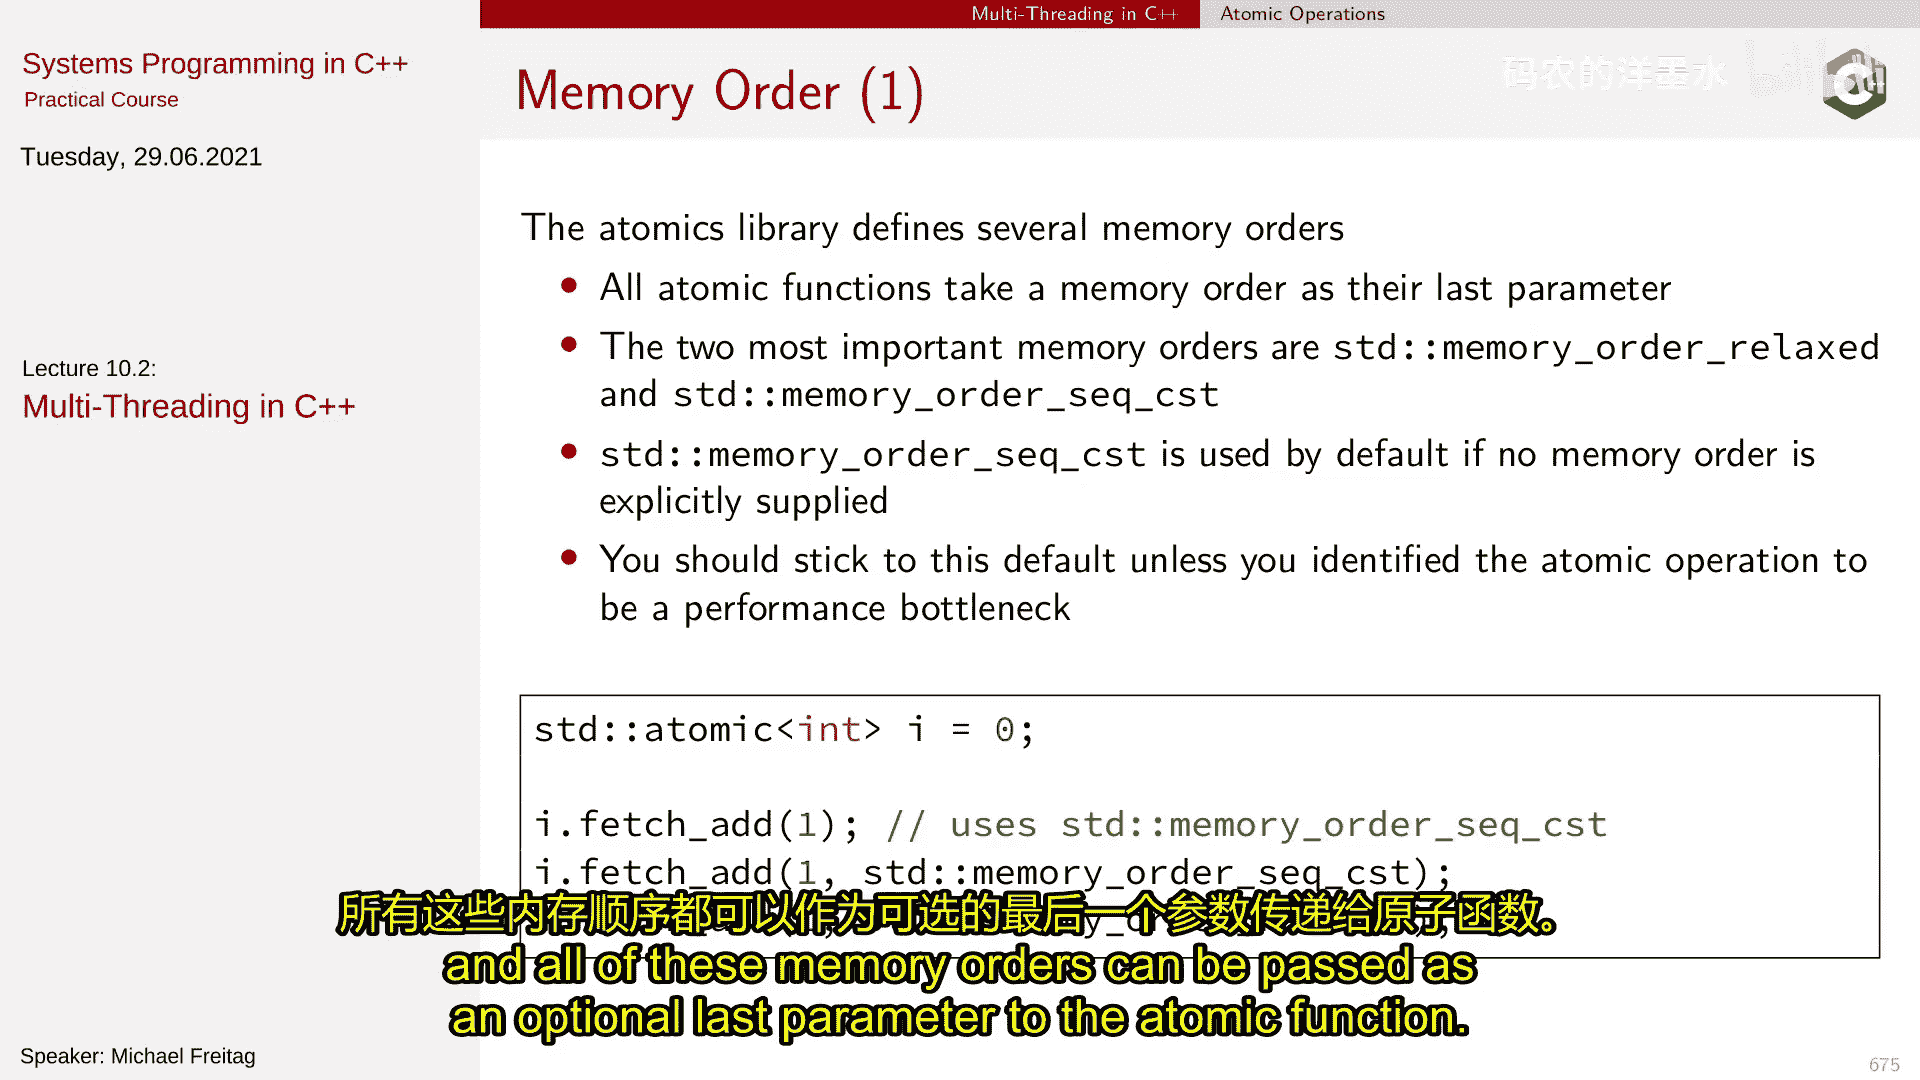 Multi-Threading in C++
Atomic Operations
Systems Programming in C++
Practical Course
Tuesday, 29.06.2021
Lecture 10.2:
Multi-Threading in C++
Memory Order (1)
码农的洋墨水
The atomics library defines several memory orders
• All atomic functions take a memory order as their last parameter
• The two most important memory orders are std::memory_order_relaxed
and std::memory_order_seq_cst
• std::memory_order_seq_cst is used by default if no memory order is
explicitly supplied
• You should stick to this default unless you identified the atomic operation to
be a performance bottleneck
std::atomic<int> i = 0;
i.fetch_add(1); // uses std::memory_order_seq_cst
i.fetch_add(1, std::memory_order_seq_cst);
所有这些内存顺序都可以作为可选的最后一个参数传递给原子函数。
and all of these memory orders can be passed as
an optional last parameter to the atomic function.
Speaker: Michael Freitag
675